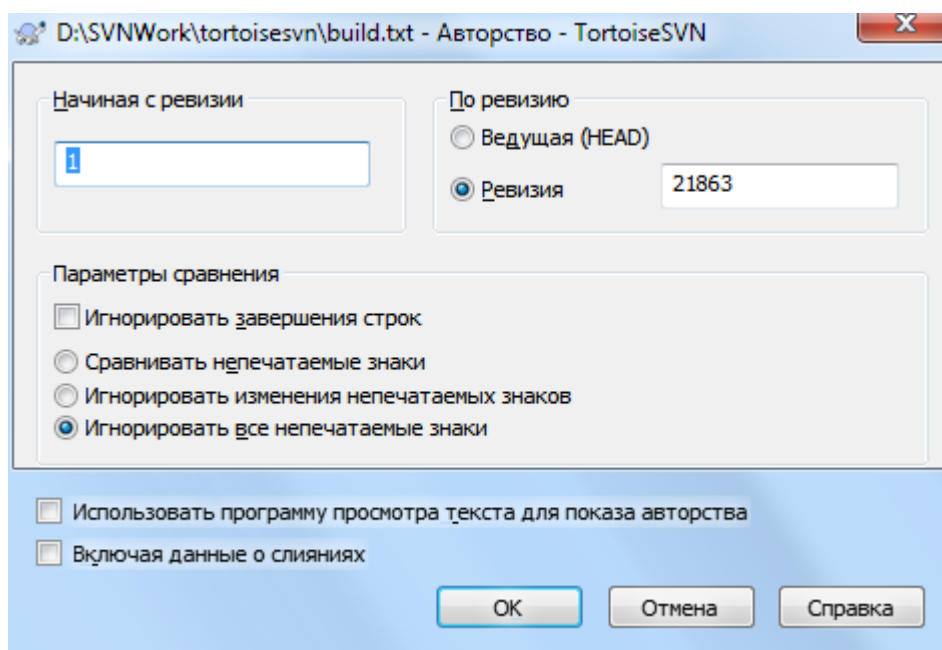 D:\SVNWork\tortoisesvn\build.txt - Авторство - TortoiseSVN
Начиная с ревизии
1
По ревизию
Ведущая (HEAD)
Ревизия
21863
Параметры сравнения
Игнорировать завершения строк
Сравнивать непечатаемые знаки
Игнорировать изменения непечатаемых знаков
Игнорировать все непечатаемые знаки
Использовать программу просмотра текста для показа авторства
Включая данные о слияниях
OK
Отмена
Справка